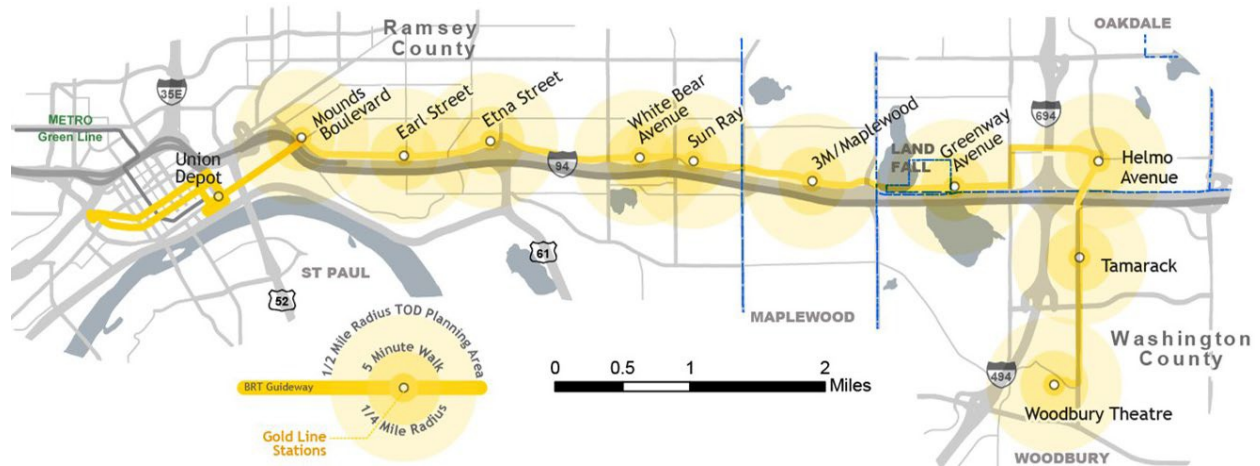 Ramsey
County
OAKDALE
35E
METRO
Green Line
Mounds
Boulevard
Earl Street
Etna Street
White Bear
Avenue
Sun Ray
3M/Maplewood
LAND
FALL
Greenway
Avenue
694
Helmo
Avenue
Union
Depot
94
ST PAUL
52
61
Tamarack
MAPLEWOOD
Washington
County
494
Woodbury Theatre
WOODBURY
1/2 Mile Radius TOD Planning Area
5 Minute Walk
BRT Guideway
1/4 Mile Radius
Gold Line
Stations
0 0.5 1 2
Miles